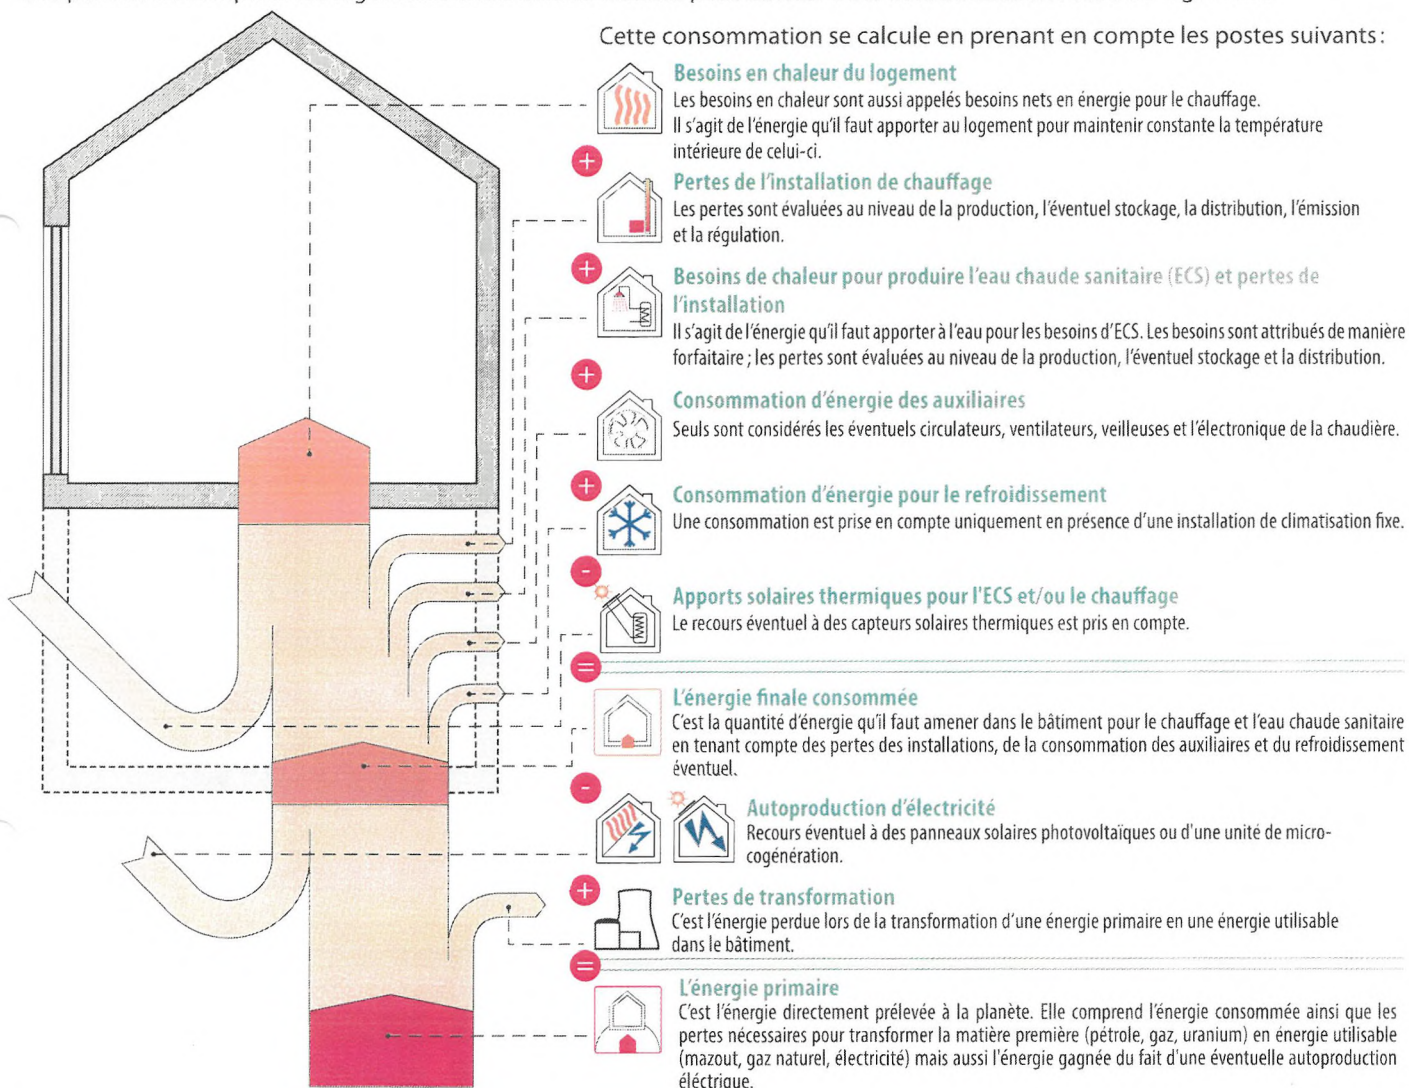 Cette consommation se calcule en prenant en compte les postes suivants :
Besoins en chaleur du logement
Les besoins en chaleur sont aussi appelés besoins nets en énergie pour le chauffage.
Il s'agit de l'énergie qu'il faut apporter au logement pour maintenir constante la température
intérieure de celui-ci.
+
Pertes de l'installation de chauffage
Les pertes sont évaluées au niveau de la production, l'éventuel stockage, la distribution, l'émission
et la régulation.
+
Besoins de chaleur pour produire l'eau chaude sanitaire (ECS) et pertes de
l'installation
Il s'agit de l'énergie qu'il faut apporter à l'eau pour les besoins d'ECS. Les besoins sont attribués de manière
forfaitaire ; les pertes sont évaluées au niveau de la production, l'éventuel stockage et la distribution.
+
Consommation d'énergie des auxiliaires
Seuls sont considérés les éventuels circulateurs, ventilateurs, veilleuses et l'électronique de la chaudière.
+
Consommation d'énergie pour le refroidissement
Une consommation est prise en compte uniquement en présence d'une installation de climatisation fixe.
-
Apports solaires thermiques pour l'ECS et/ou le chauffage
Le recours éventuel à des capteurs solaires thermiques est pris en compte.
=
L'énergie finale consommée
C'est la quantité d'énergie qu'il faut amener dans le bâtiment pour le chauffage et l'eau chaude sanitaire
en tenant compte des pertes des installations, de la consommation des auxiliaires et du refroidissement
éventuel.
-
Autoproduction d'électricité
Recours éventuel à des panneaux solaires photovoltaïques ou d'une unité de micro-
cogénération.
+
Pertes de transformation
C'est l'énergie perdue lors de la transformation d'une énergie primaire en une énergie utilisable
dans le bâtiment.
=
L'énergie primaire
C'est l'énergie directement prélevée à la planète. Elle comprend l'énergie consommée ainsi que les
pertes nécessaires pour transformer la matière première (pétrole, gaz, uranium) en énergie utilisable
(mazout, gaz naturel, électricité) mais aussi l'énergie gagnée du fait d'une éventuelle autoproduction
éléctrique.